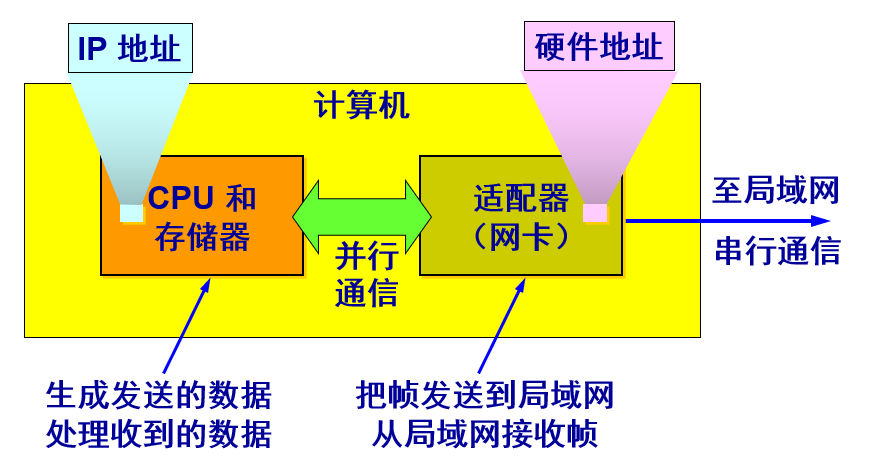 IP 地址
硬件地址
计算机
CPU 和
存储器
适配器
（网卡）
并行
通信
至局域网
串行通信
生成发送的数据
处理收到的数据
把帧发送到局域网
从局域网接收帧